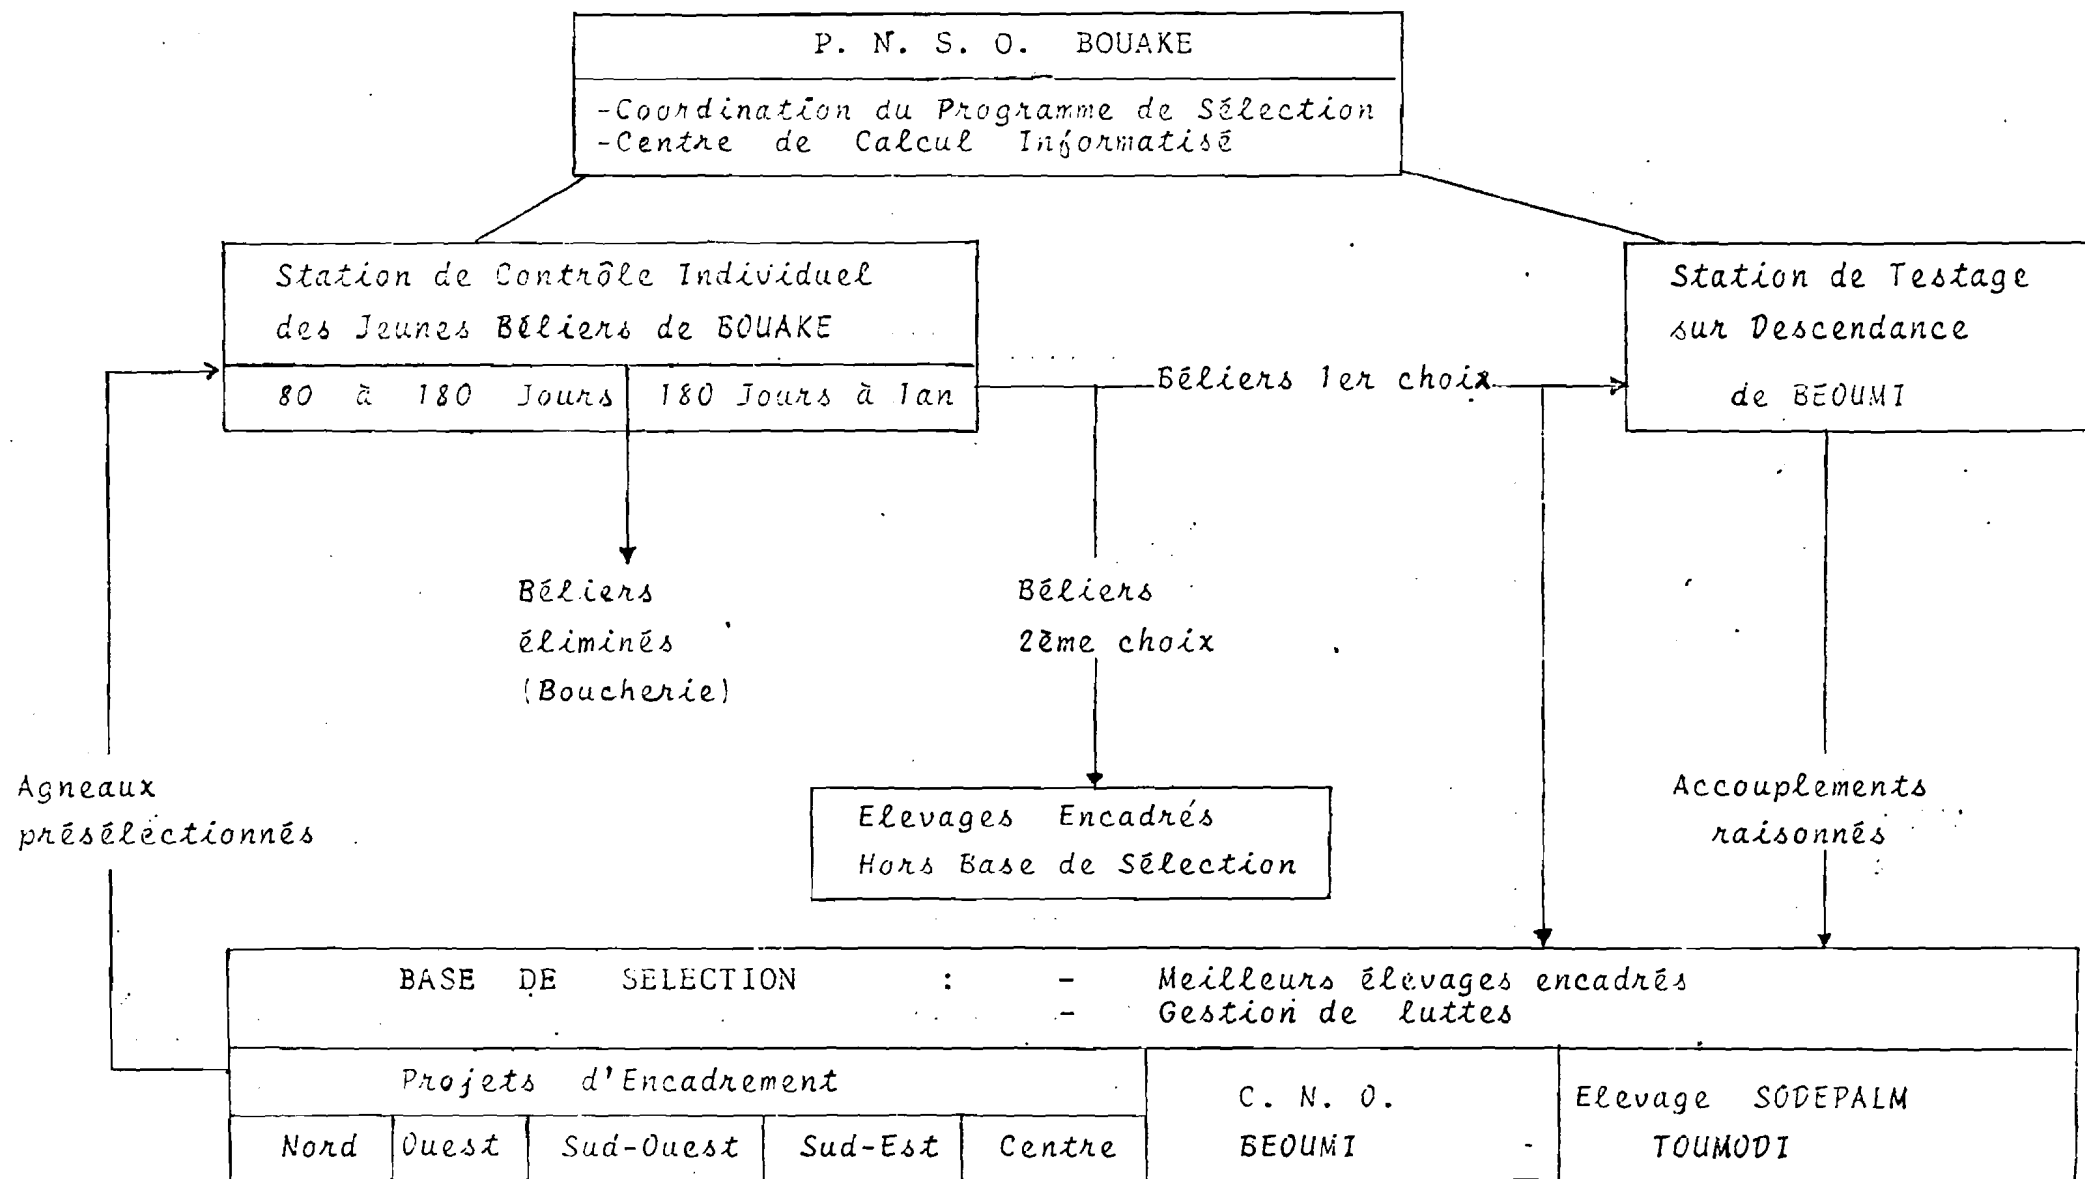 P. N. S. O. BOUAKE
-Coordination du Programme de Sélection
-Centre de Calcul Informatisé
Station de Contrôle Individuel
des Jeunes Béliers de BOUAKE
80 à 180 Jours
180 Jours à 1an
Béliers 1er choix
Station de Testage
sur Descendance
de BEOUMI
Béliers
éliminés
(Boucherie)
Béliers
2ème choix
Agneaux
présélectionnés
Elevages Encadrés
Hors Base de Sélection
Accouplements
raisonnés
BASE DE SELECTION : - Meilleurs élevages encadrés
- Gestion de luttes
Projets d'Encadrement
Nord
Ouest
Sud-Ouest
Sud-Est
Centre
C. N. O.
BEOUMI -
Elevage SODEPALM
TOUMODI